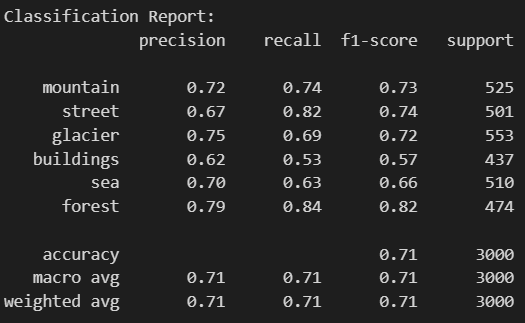 Classification Report:
precision recall f1-score support
mountain 0.72 0.74 0.73 525
street 0.67 0.82 0.74 501
glacier 0.75 0.69 0.72 553
buildings 0.62 0.53 0.57 437
sea 0.70 0.63 0.66 510
forest 0.79 0.84 0.82 474
accuracy 0.71 3000
macro avg 0.71 0.71 0.71 3000
weighted avg 0.71 0.71 0.71 3000